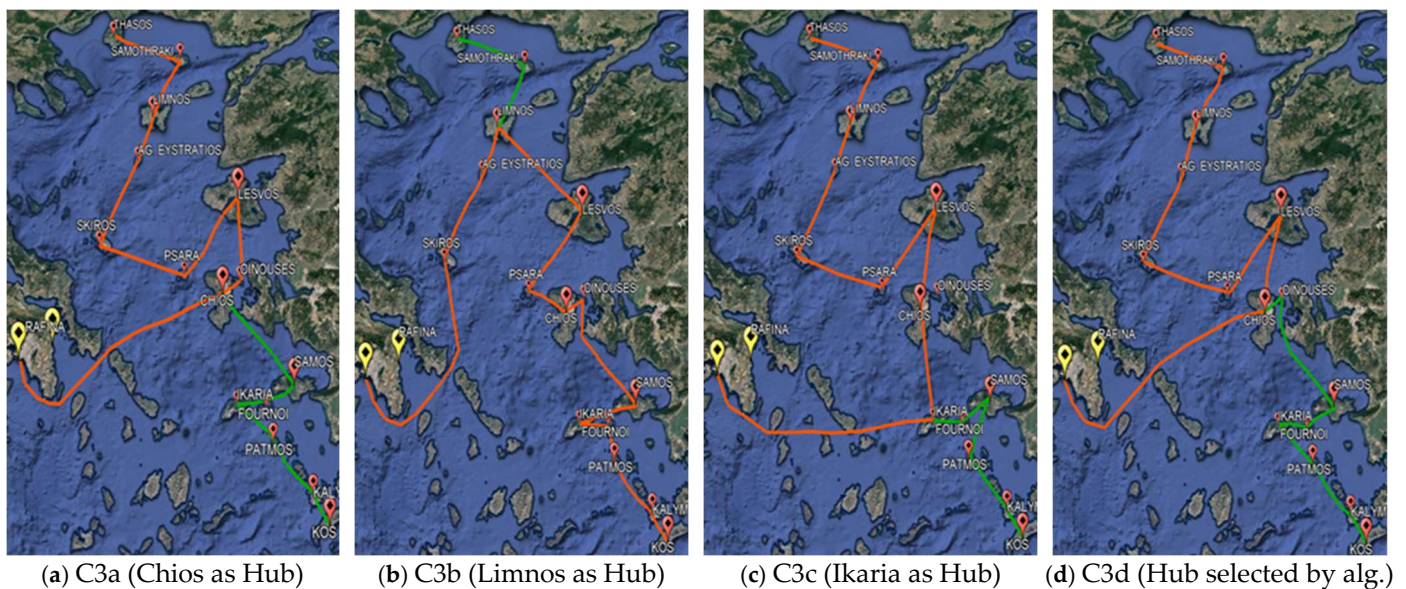 THASOS
SAMOTHRAKI
LIMNOS
AG EYSTRATIOS
LESVOS
SKIROS
PSARA
OINOUSES
CHIOS
RAFINA
SAMOS
IKARIA
FOURNOI
PATMOS
KALYM
KOS
THASOS
SAMOTHRAKI
LIMNOS
AG EYSTRATIOS
LESVOS
SKIROS
PSARA
OINOUSES
CHIOS
RAFINA
SAMOS
IKARIA
FOURNOI
PATMOS
KALYM
KOS
THASOS
SAMOTHRAKI
LIMNOS
AG EYSTRATIOS
LESVOS
SKIROS
PSARA
OINOUSES
CHIOS
RAFINA
SAMOS
IKARIA
FOURNOI
PATMOS
KALYM
KOS
THASOS
SAMOTHRAKI
LIMNOS
AG EYSTRATIOS
LESVOS
SKIROS
PSARA
OINOUSES
CHIOS
RAFINA
SAMOS
IKARIA
FOURNOI
PATMOS
KALYM
KOS
(a) C3a (Chios as Hub)
(b) C3b (Limnos as Hub)
(c) C3c (Ikaria as Hub)
(d) C3d (Hub selected by alg.)